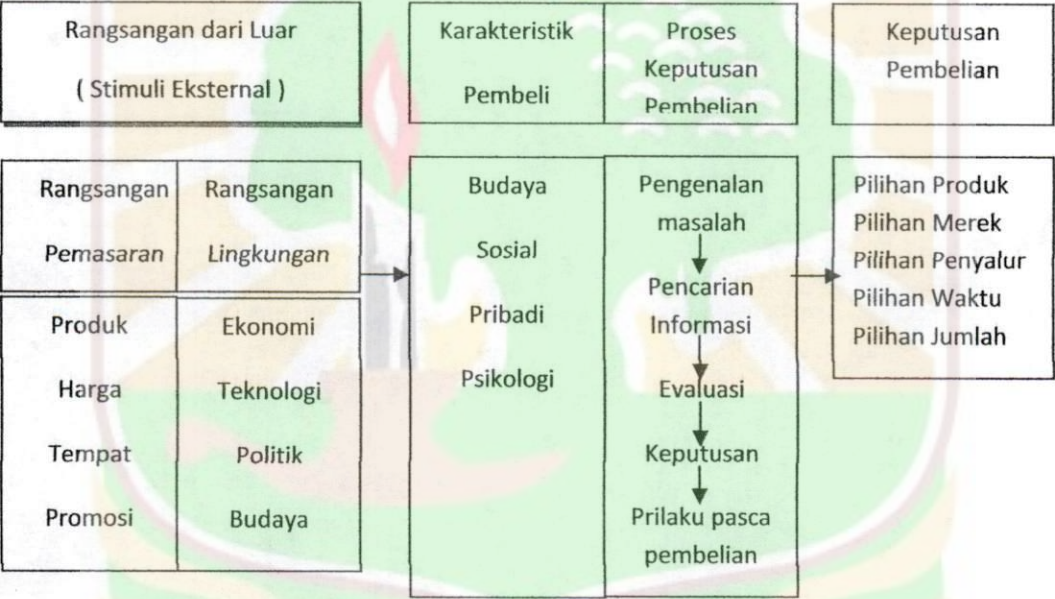 Rangsangan dari Luar
( Stimuli Eksternal )
Karakteristik
Pembeli
Proses
Keputusan
Pembelian
Keputusan
Pembelian
Rangsangan
Pemasaran
Rangsangan
Lingkungan
Produk
Harga
Tempat
Promosi
Ekonomi
Teknologi
Politik
Budaya
Budaya
Sosial
Pribadi
Psikologi
Pengenalan
masalah
Pencarian
Informasi
Evaluasi
Keputusan
Prilaku pasca
pembelian
Pilihan Produk
Pilihan Merek
Pilihan Penyalur
Pilihan Waktu
Pilihan Jumlah